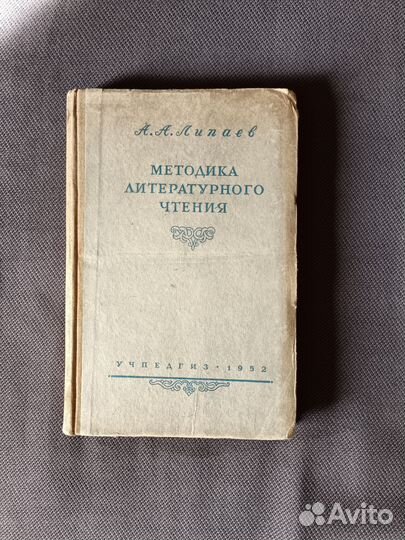 А.А.Липаев
МЕТОДИКА
ЛИТЕРАТУРНОГО
ЧТЕНИЯ
УЧПЕДГИЗ · 1952
Avito